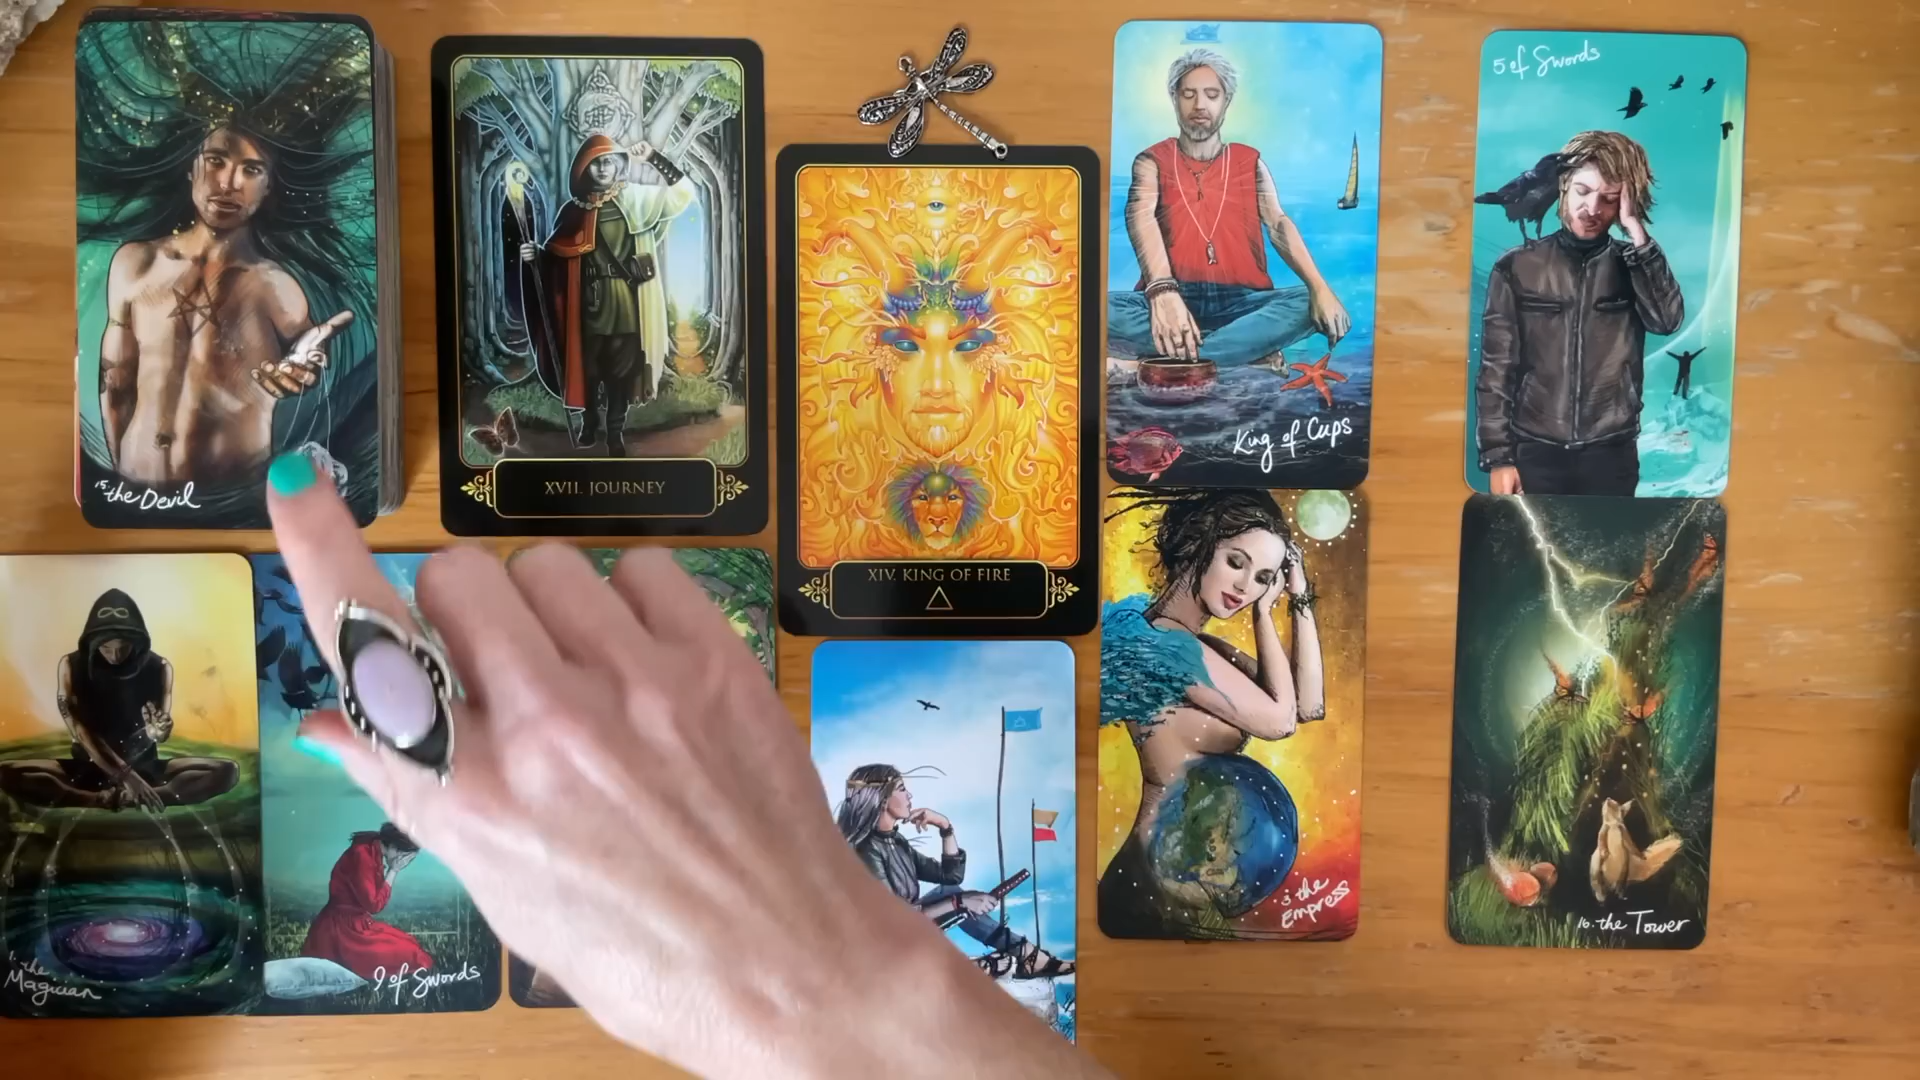 15 the Devil
XVII. JOURNEY
XIV. KING OF FIRE
King of Cups
5 of Swords
1. the
Magician
9 of Swords
3 the
Empress
16. the Tower